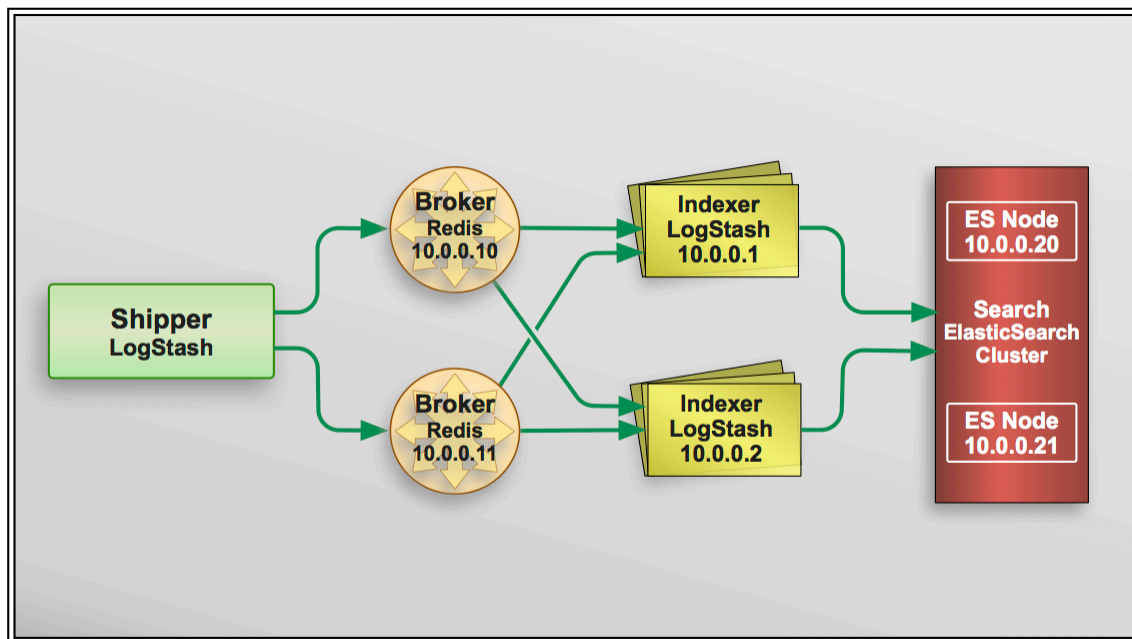 Shipper
LogStash
Broker
Redis
10.0.0.10
Broker
Redis
10.0.0.11
Indexer
LogStash
10.0.0.1
Indexer
LogStash
10.0.0.2
ES Node
10.0.0.20
Search
ElasticSearch
Cluster
ES Node
10.0.0.21